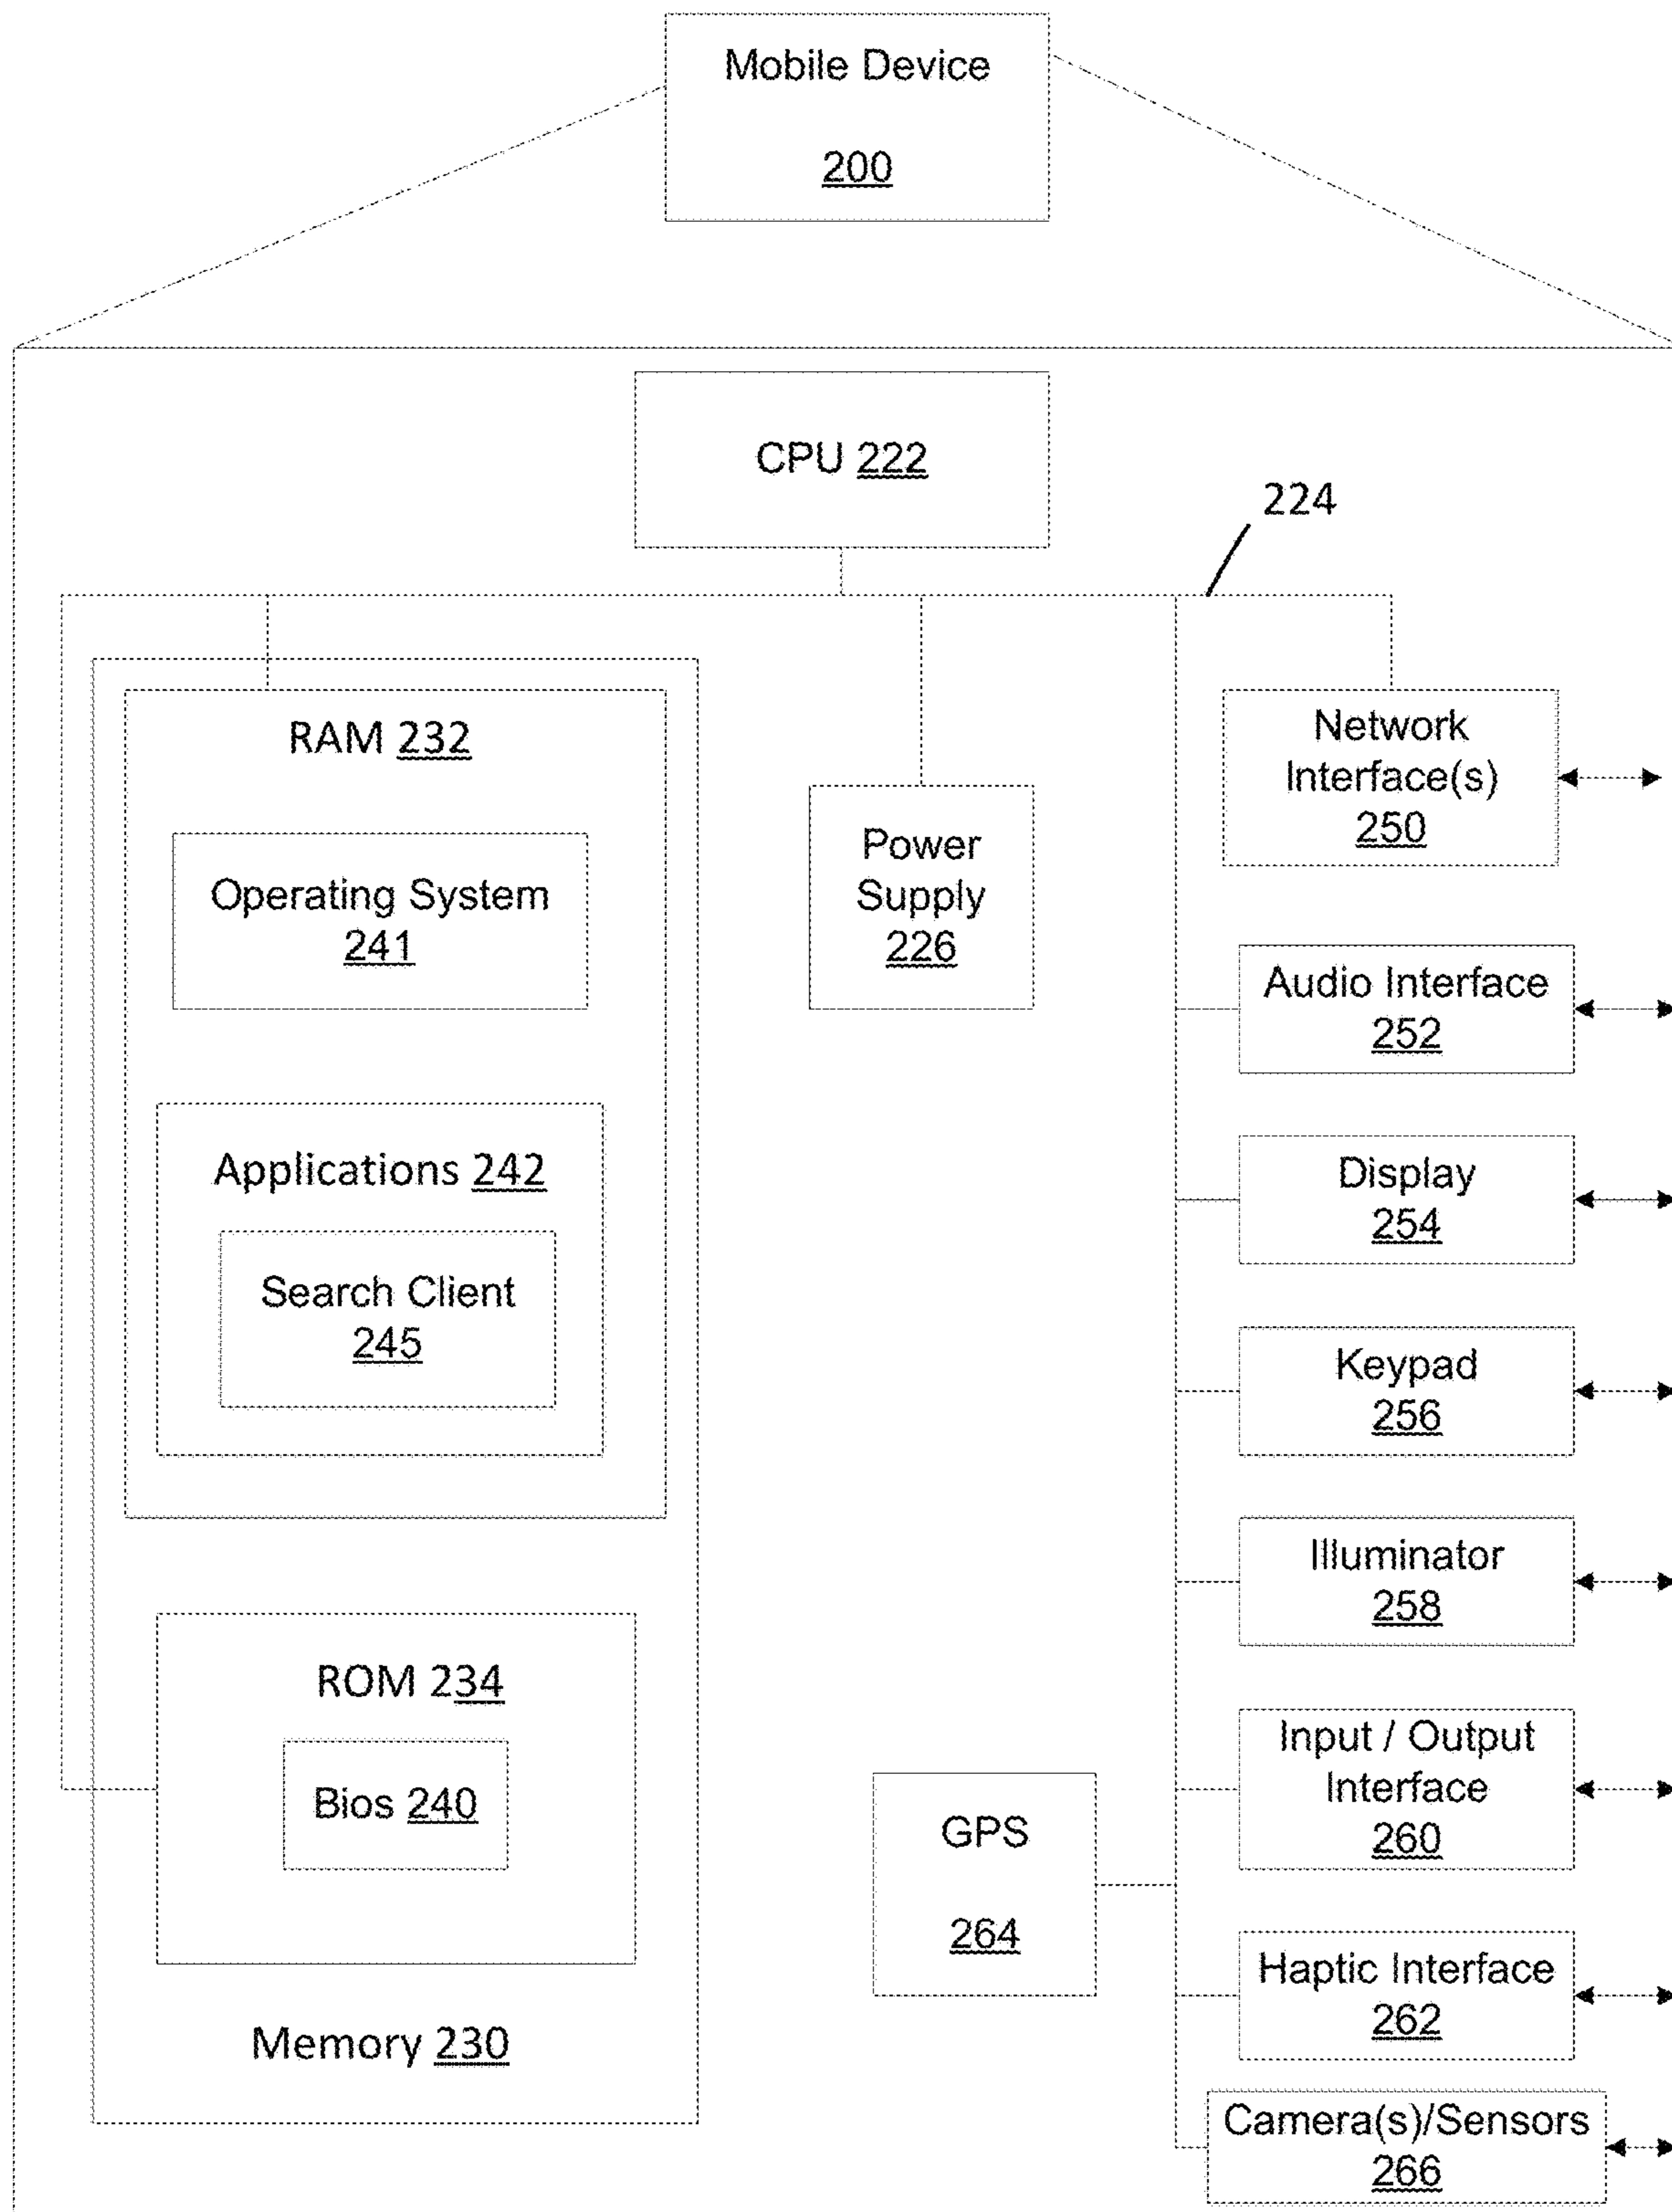 Mobile Device
200
CPU 222
224
RAM 232
Operating System
241
Applications 242
Search Client
245
ROM 234
Bios 240
Memory 230
Power
Supply
226
GPS
264
Network
Interface(s)
250
Audio Interface
252
Display
254
Keypad
256
Illuminator
258
Input / Output
Interface
260
Haptic Interface
262
Camera(s)/Sensors
266